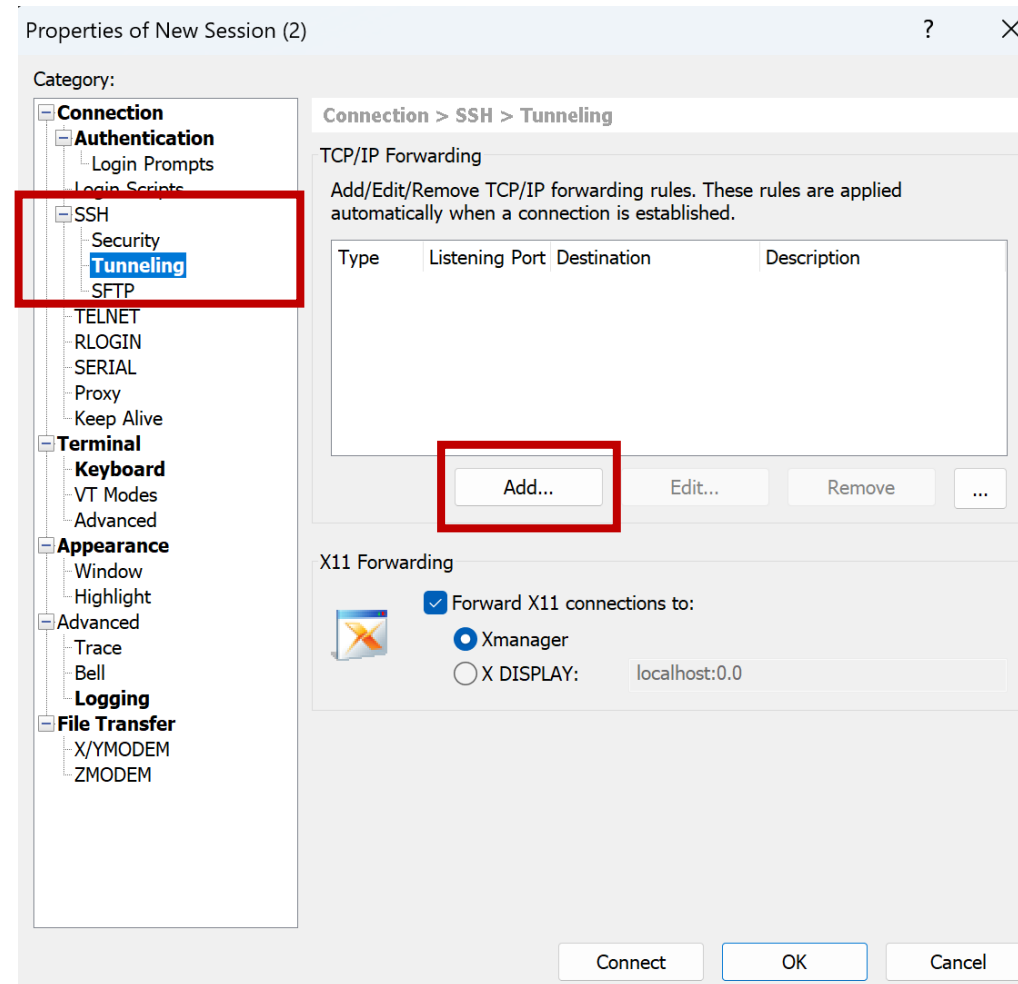 Properties of New Session (2)
?
Category:
Connection
Authentication
Login Prompts
Login Scripts
SSH
Security
Tunneling
SFTP
TELNET
RLOGIN
SERIAL
Proxy
Keep Alive
Terminal
Keyboard
VT Modes
Advanced
Appearance
Window
Highlight
Advanced
Trace
Bell
Logging
File Transfer
X/YMODEM
ZMODEM
Connection > SSH > Tunneling
TCP/IP Forwarding
Add/Edit/Remove TCP/IP forwarding rules. These rules are applied
automatically when a connection is established.
Type Listening Port Destination Description
Add... Edit... Remove ...
X11 Forwarding
Forward X11 connections to:
Xmanager
X DISPLAY: localhost:0.0
Connect OK Cancel